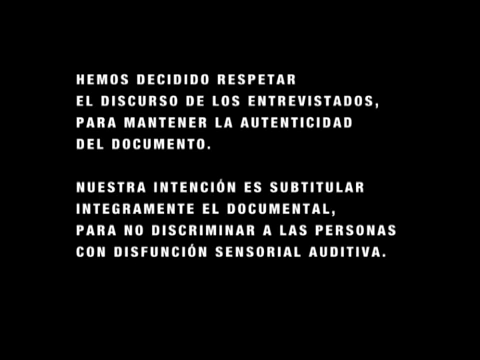 HEMOS DECIDIDO RESPETAR
EL DISCURSO DE LOS ENTREVISTADOS,
PARA MANTENER LA AUTENTICIDAD
DEL DOCUMENTO.
NUESTRA INTENCIÓN ES SUBTITULAR
INTEGRAMENTE EL DOCUMENTAL,
PARA NO DISCRIMINAR A LAS PERSONAS
CON DISFUNCIÓN SENSORIAL AUDITIVA.